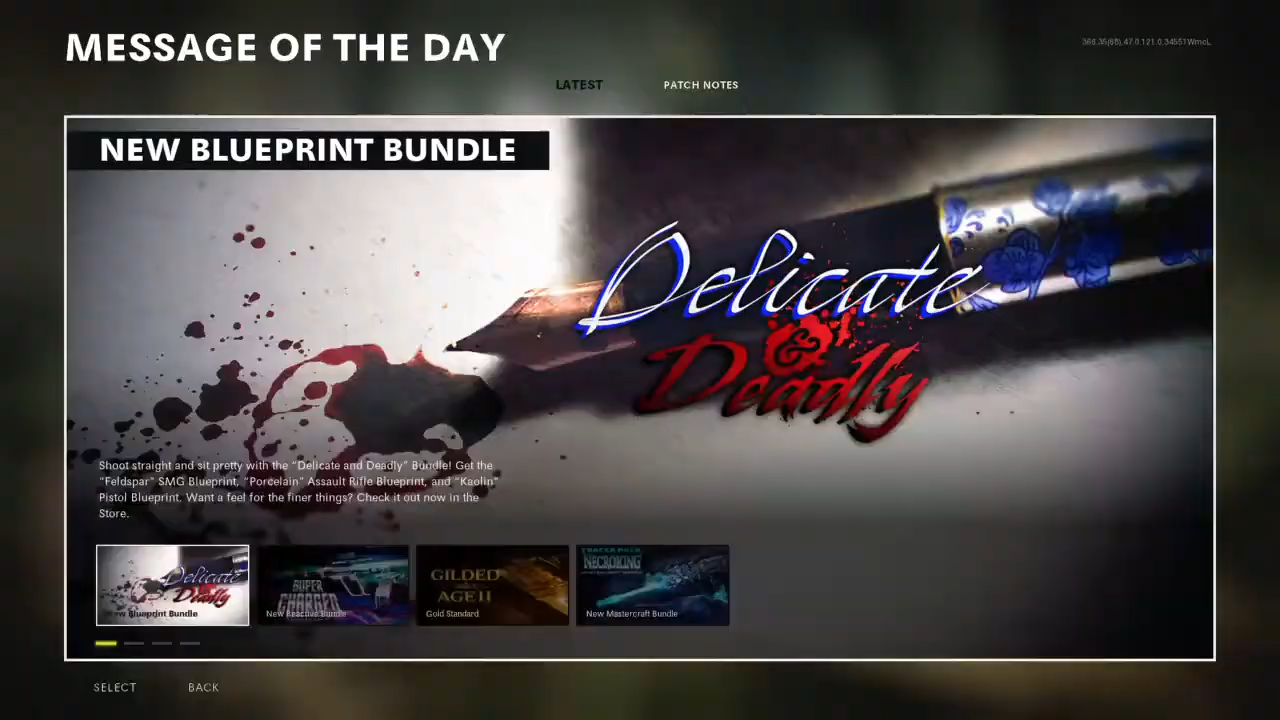 MESSAGE OF THE DAY
LATEST
PATCH NOTES
NEW BLUEPRINT BUNDLE
Delicate
&
Deadly
Shoot straight and sit pretty with the "Delicate and Deadly" Bundle! Get the
"Feldspar" SMG Blueprint, "Porcelain" Assault Rifle Blueprint, and "Kaolin"
Pistol Blueprint. Want a feel for the finer things? Check it out now in the
Store.
Delicate
Deadly
New Blueprint Bundle
SUPER
CHARGED
New Reactive Bundle
GILDED
AGE II
Gold Standard
TRACER PACK
NECROKING
New Mastercraft Bundle
SELECT
BACK